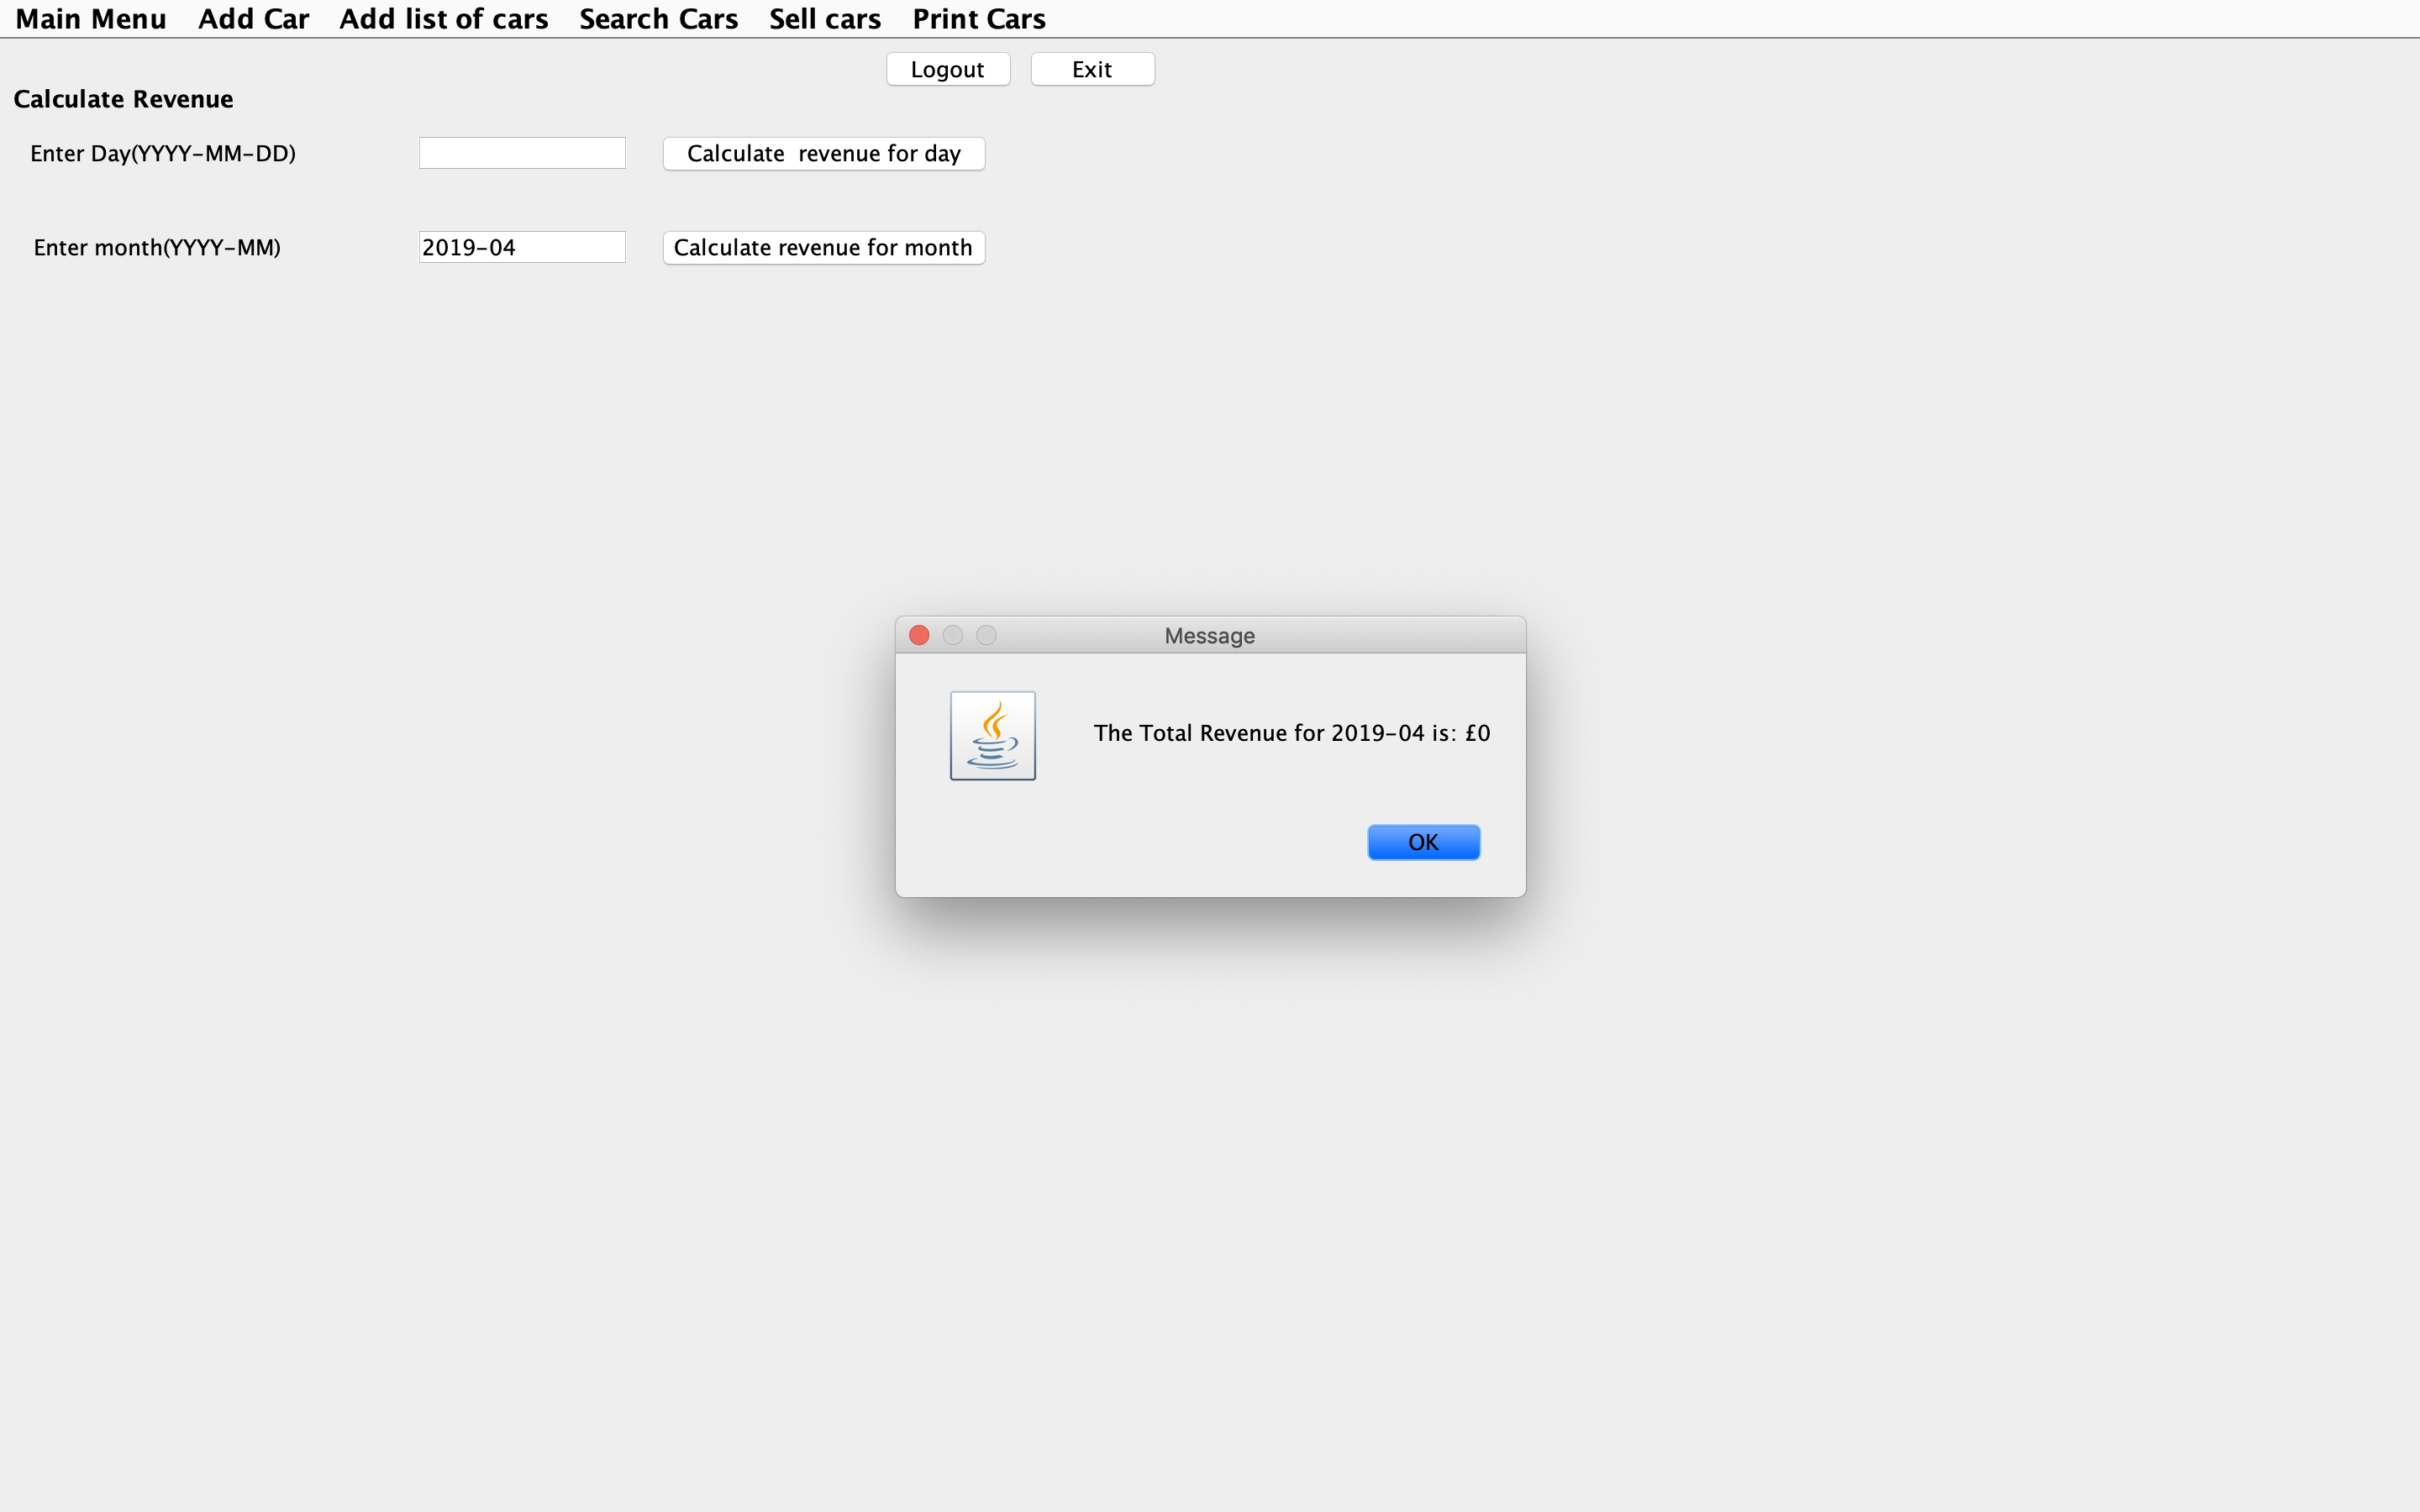 Main Menu Add Car Add list of cars Search Cars Sell cars Print Cars
Logout Exit
Calculate Revenue
Enter Day(YYYY-MM-DD) Calculate  revenue for day
Enter month(YYYY-MM) 2019-04 Calculate revenue for month
Message
The Total Revenue for 2019-04 is: £0
OK